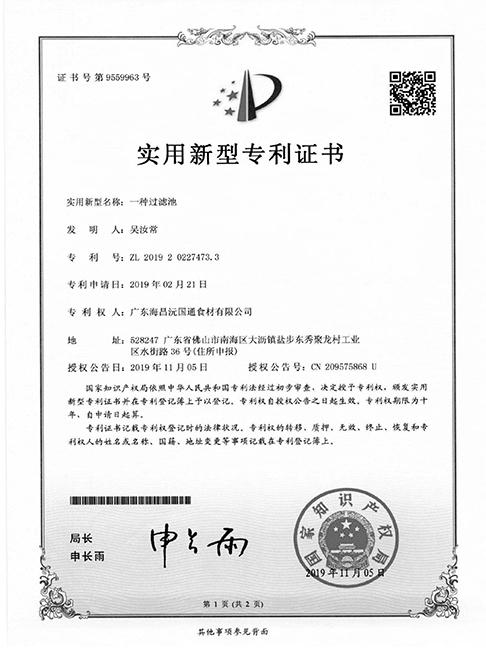 证书号第9559963号
实用新型专利证书
实用新型名称：一种过滤池
发明人：吴汝常
专利号：ZL 2019 2 0227473.3
专利申请日：2019年02月21日
专利权人：广东海昌沅国通食材有限公司
地址：528247 广东省佛山市南海区大沥镇盐步东秀聚龙村工业
区水街路36号(住所申报)
授权公告日：2019年11月05日 授权公告号：CN 209575868 U
国家知识产权局依照中华人民共和国专利法经过初步审查，决定授予专利权，颁发实用
新型专利证书并在专利登记簿上予以登记。专利权自授权公告之日起生效。专利权期限为十
年，自申请日起算。
专利证书记载专利权登记时的法律状况。专利权的转移、质押、无效、终止、恢复和专
利权人的姓名或名称、国籍、地址变更等事项记载在专利登记簿上。
局长
申长雨
申长雨
国家知识产权局
2019年11月05日
第1页(共2页)
其他事项参见背面